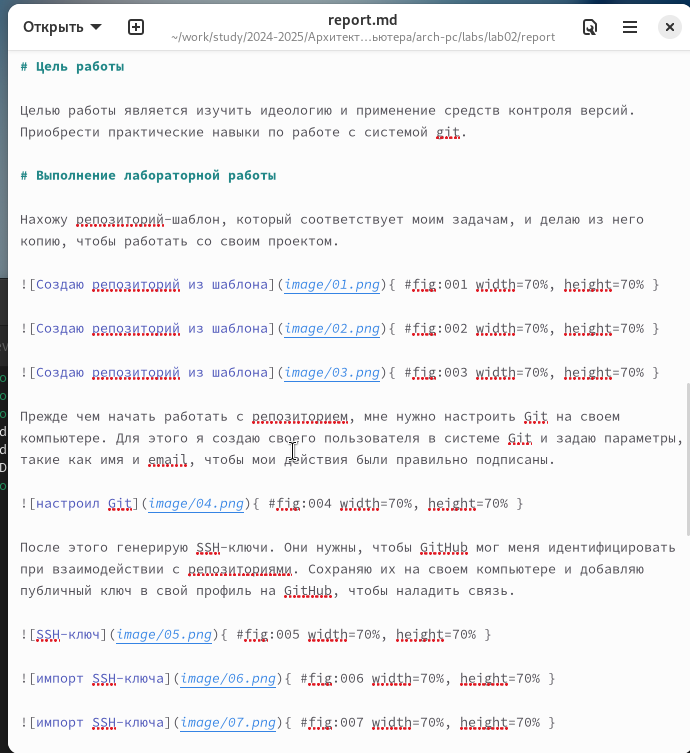 Открыть
report.md
~/work/study/2024-2025/Архитект…ьютера/arch-pc/labs/lab02/report
# Цель работы
Целью работы является изучить идеологию и применение средств контроля версий.
Приобрести практические навыки по работе с системой git.
# Выполнение лабораторной работы
Нахожу репозиторий-шаблон, который соответствует моим задачам, и делаю из него
копию, чтобы работать со своим проектом.
![Создаю репозиторий из шаблона](image/01.png){ #fig:001 width=70%, height=70% }
![Создаю репозиторий из шаблона](image/02.png){ #fig:002 width=70%, height=70% }
![Создаю репозиторий из шаблона](image/03.png){ #fig:003 width=70%, height=70% }
Прежде чем начать работать с репозиторием, мне нужно настроить Git на своем
компьютере. Для этого я создаю своего пользователя в системе Git и задаю параметры,
такие как имя и email, чтобы мои действия были правильно подписаны.
![настроил Git](image/04.png){ #fig:004 width=70%, height=70% }
После этого генерирую SSH-ключи. Они нужны, чтобы GitHub мог меня идентифицировать
при взаимодействии с репозиториями. Сохраняю их на своем компьютере и добавляю
публичный ключ в свой профиль на GitHub, чтобы наладить связь.
![SSH-ключ](image/05.png){ #fig:005 width=70%, height=70% }
![импорт SSH-ключа](image/06.png){ #fig:006 width=70%, height=70% }
![импорт SSH-ключа](image/07.png){ #fig:007 width=70%, height=70% }